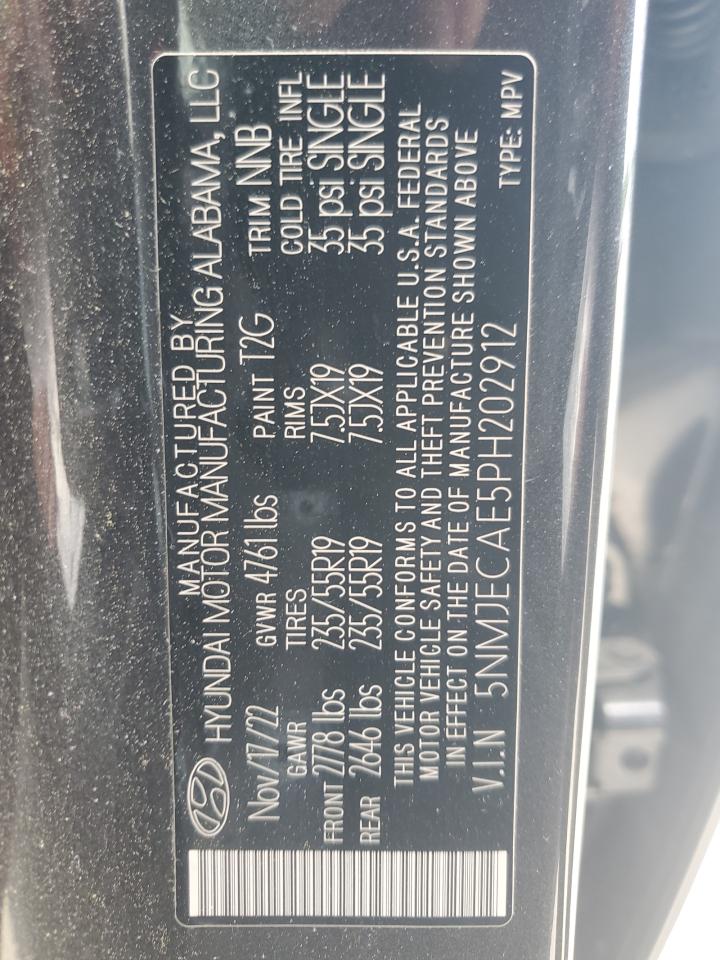 MANUFACTURED BY
HYUNDAI MOTOR MANUFACTURING ALABAMA, LLC
Nov/17/22 GVWR 4761 lbs PAINT T2G TRIM NNB
GAWR TIRES RIMS COLD TIRE INFL
FRONT 2778 lbs 235/55R19 7.5JX19 35 psi SINGLE
REAR 2646 lbs 235/55R19 7.5JX19 35 psi SINGLE
THIS VEHICLE CONFORMS TO ALL APPLICABLE U.S.A. FEDERAL
MOTOR VEHICLE SAFETY AND THEFT PREVENTION STANDARDS
IN EFFECT ON THE DATE OF MANUFACTURE SHOWN ABOVE
V.I.N 5NMJECAE5PH202912 TYPE: MPV